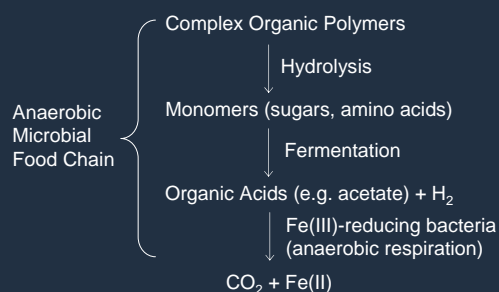 Complex Organic Polymers
Hydrolysis
Monomers (sugars, amino acids)
Anaerobic
Microbial
Food Chain
Fermentation
Organic Acids (e.g. acetate) + H₂
Fe(III)-reducing bacteria
(anaerobic respiration)
CO₂ + Fe(II)